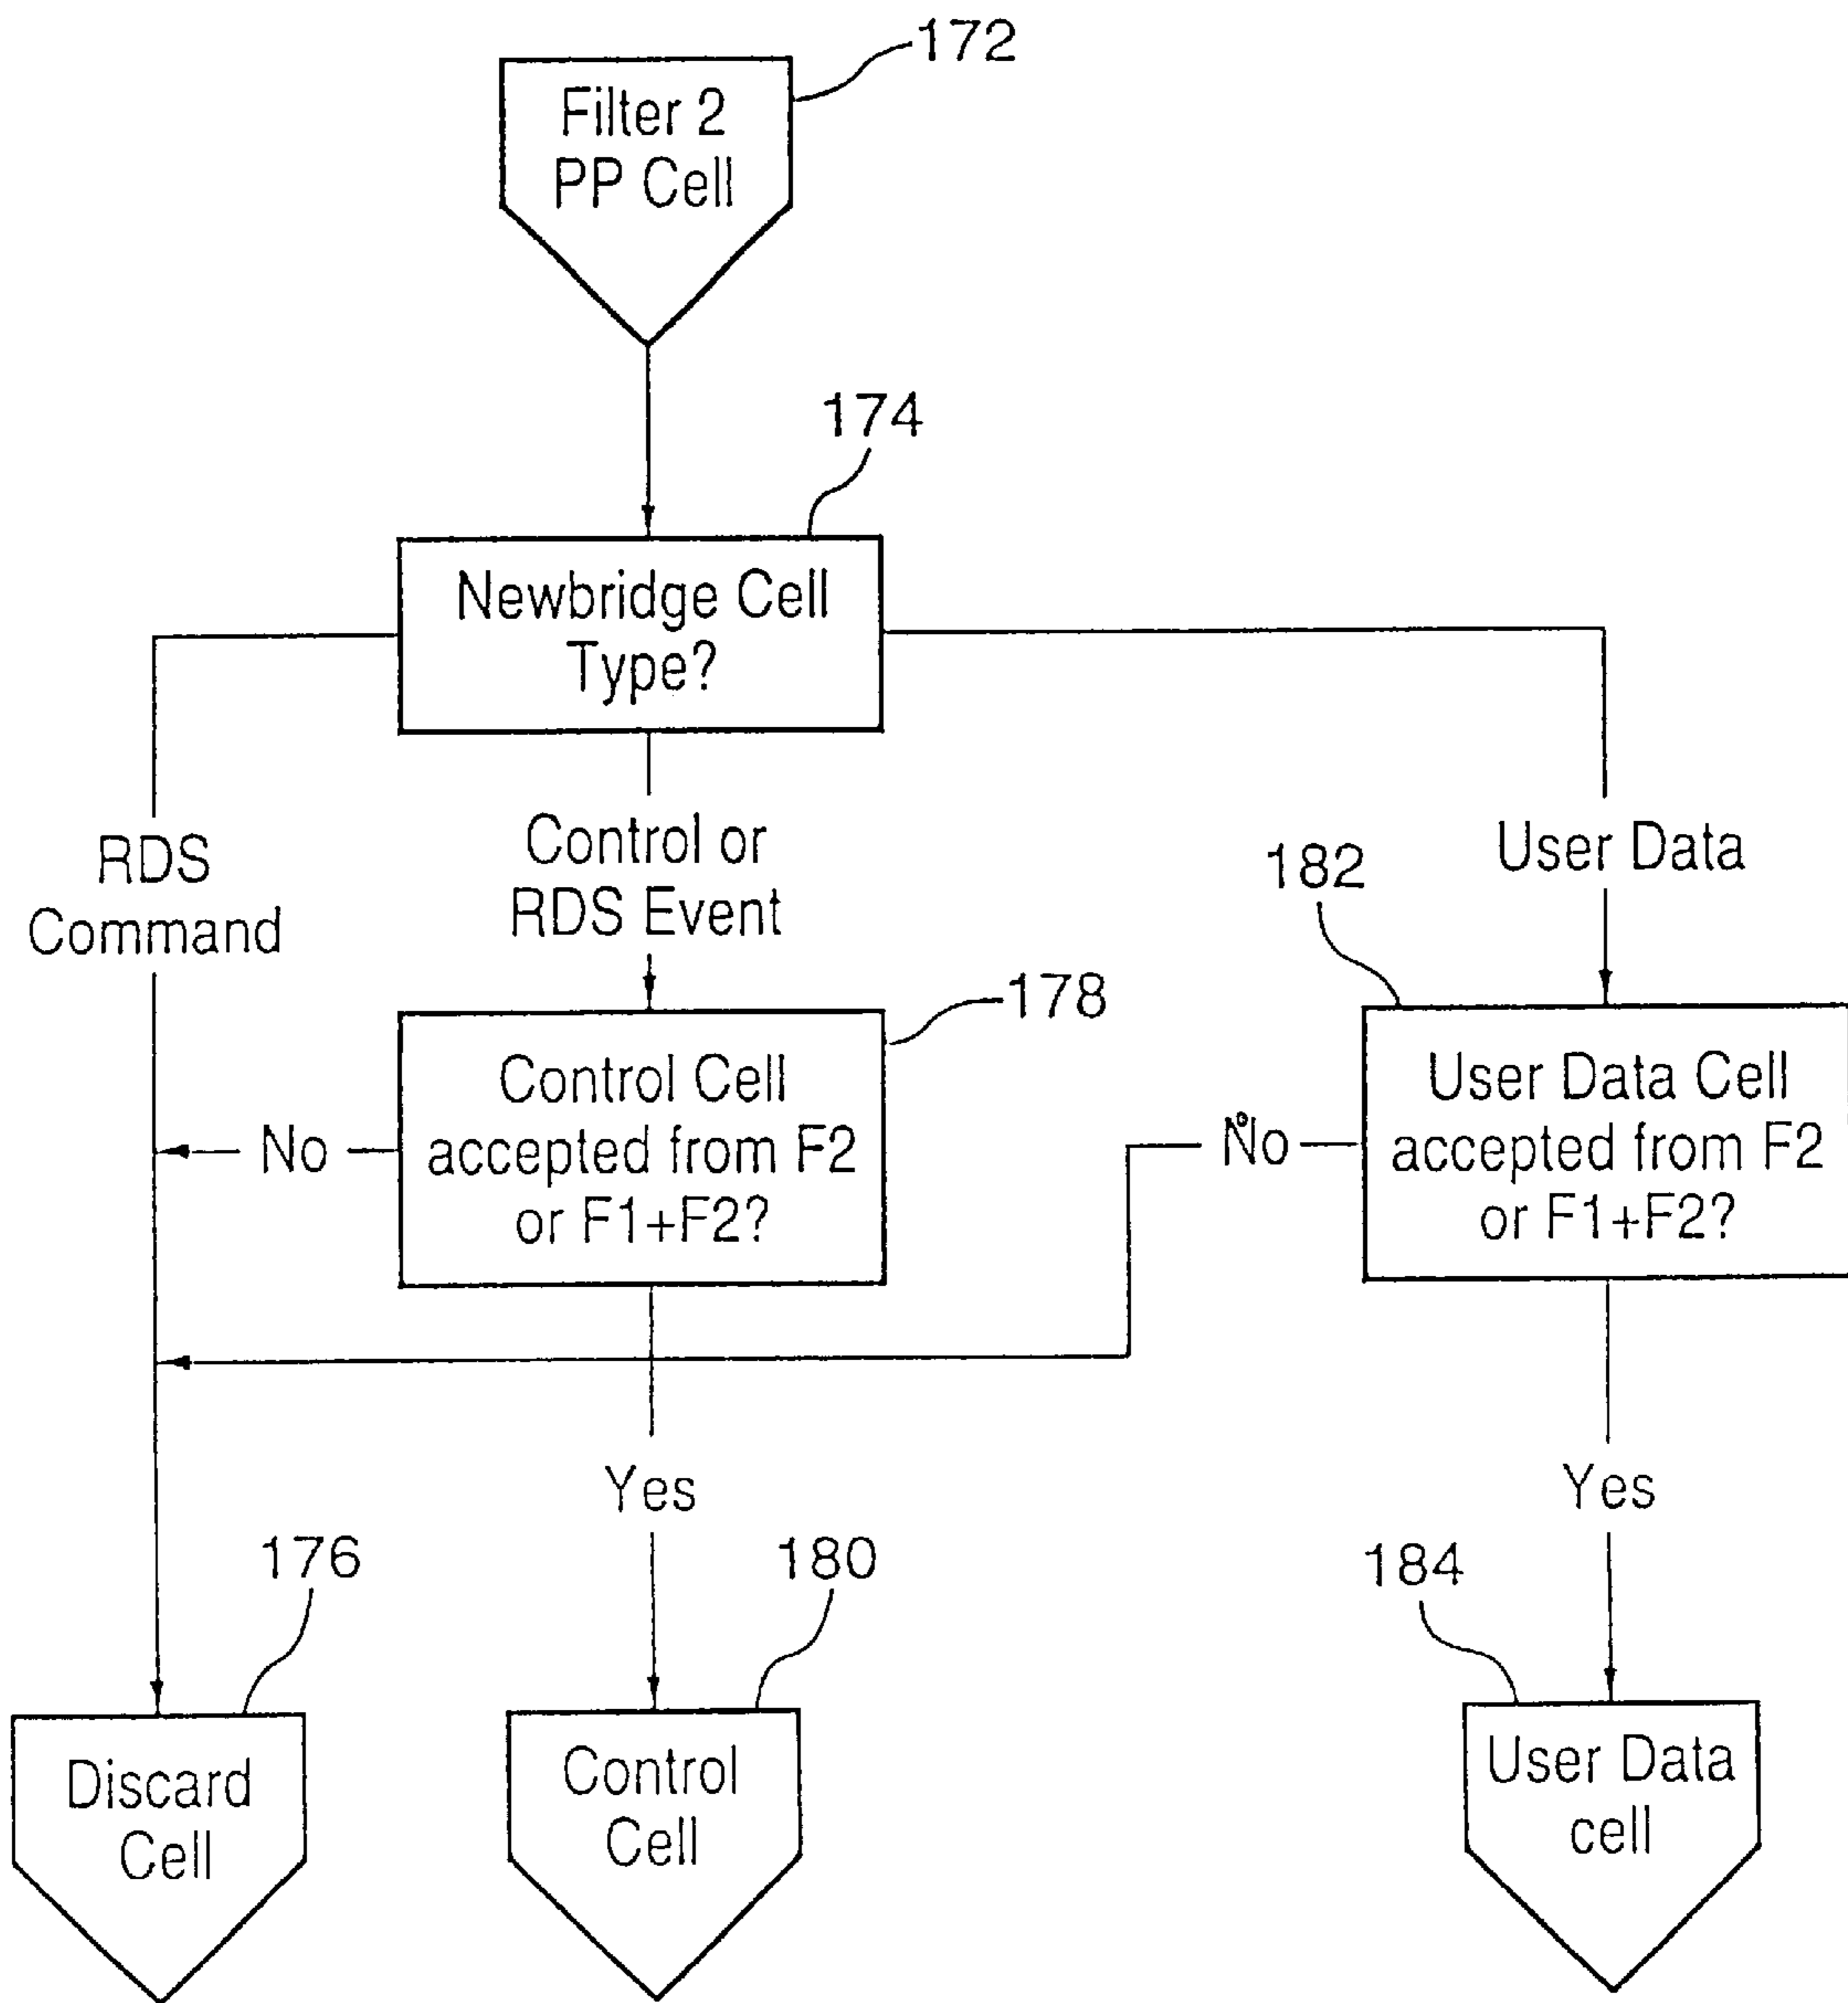 172
Filter 2
PP Cell
174
Newbridge Cell
Type?
RDS
Command
Control or
RDS Event
User Data
182
178
Control Cell
accepted from F2
or F1+F2?
No
User Data Cell
accepted from F2
or F1+F2?
No
Yes
Yes
176
180
184
Discard
Cell
Control
Cell
User Data
cell